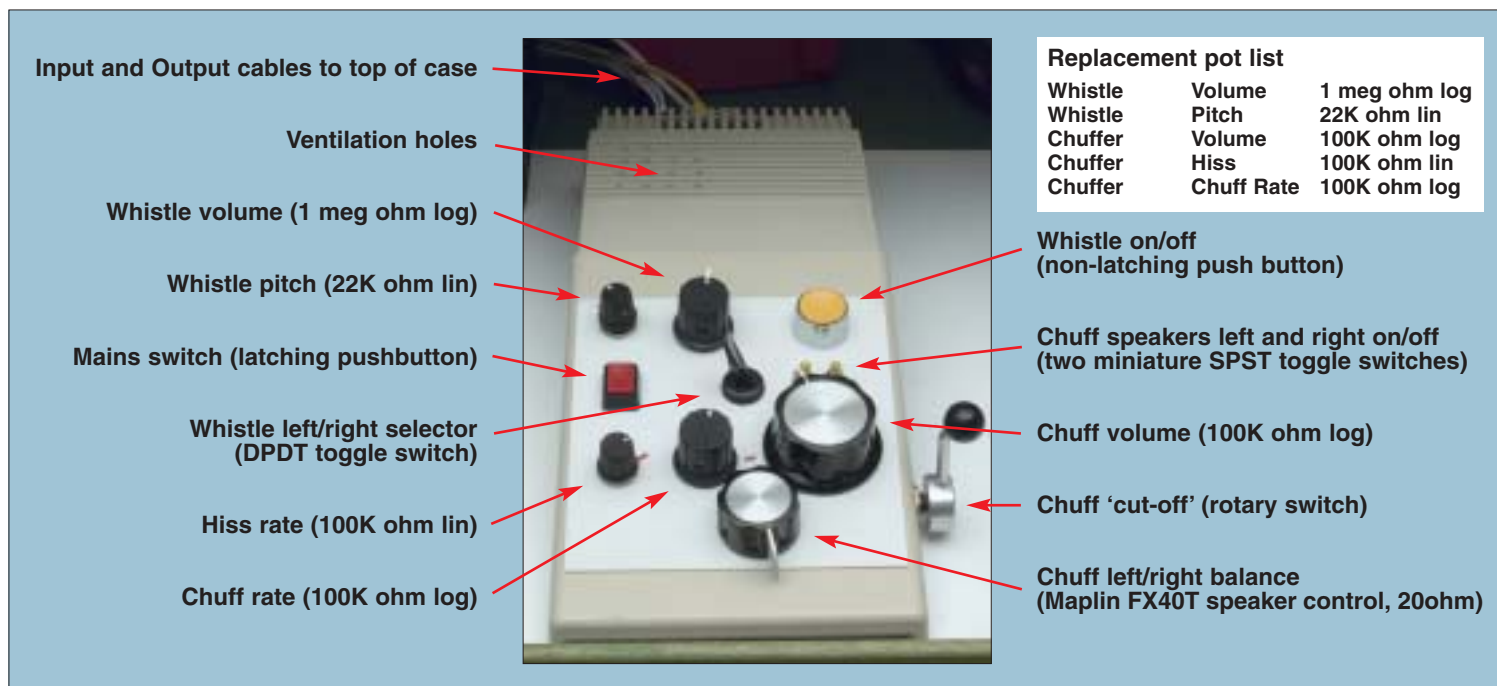 Input and Output cables to top of case
Ventilation holes
Whistle volume (1 meg ohm log)
Whistle pitch (22K ohm lin)
Mains switch (latching pushbutton)
Whistle left/right selector
(DPDT toggle switch)
Hiss rate (100K ohm lin)
Chuff rate (100K ohm log)
Replacement pot list
Whistle Volume 1 meg ohm log
Whistle Pitch 22K ohm lin
Chuffer Volume 100K ohm log
Chuffer Hiss 100K ohm lin
Chuffer Chuff Rate 100K ohm log
Whistle on/off
(non-latching push button)
Chuff speakers left and right on/off
(two miniature SPST toggle switches)
Chuff volume (100K ohm log)
Chuff ‘cut-off’ (rotary switch)
Chuff left/right balance
(Maplin FX40T speaker control, 20ohm)